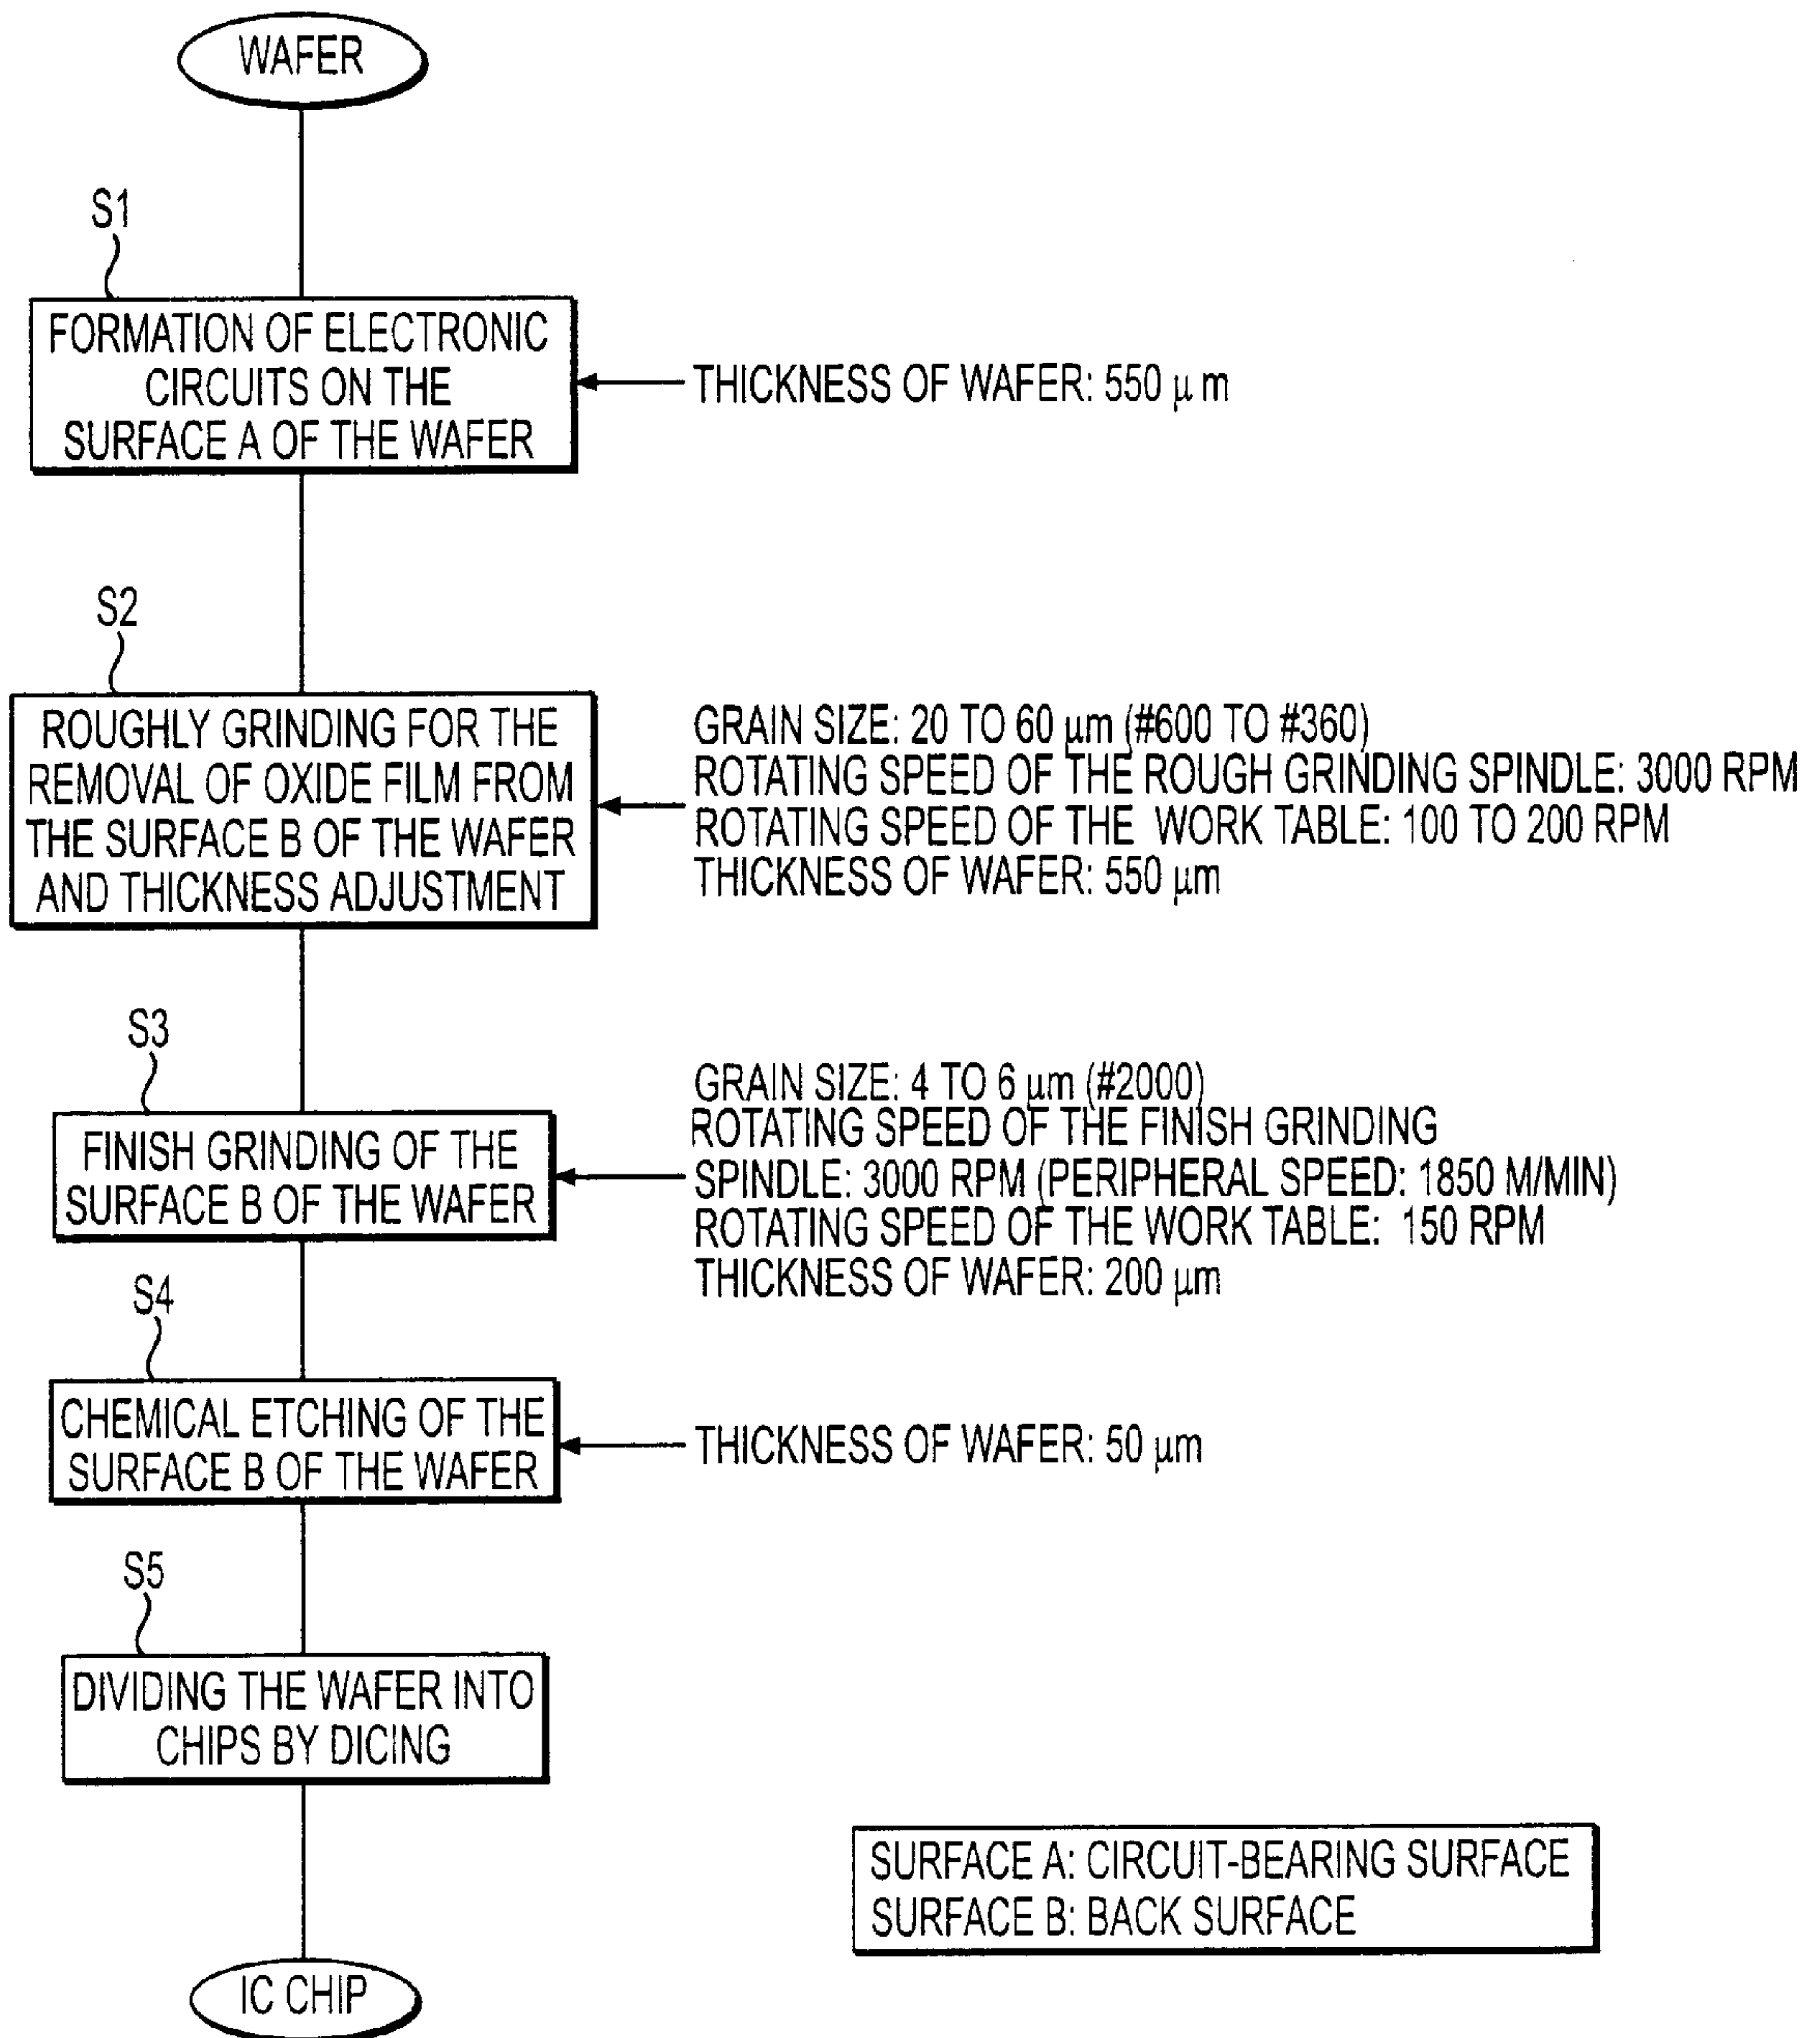 WAFER
S1
FORMATION OF ELECTRONIC
CIRCUITS ON THE
SURFACE A OF THE WAFER
THICKNESS OF WAFER: 550 μm
S2
ROUGHLY GRINDING FOR THE
REMOVAL OF OXIDE FILM FROM
THE SURFACE B OF THE WAFER
AND THICKNESS ADJUSTMENT
GRAIN SIZE: 20 TO 60 μm (#600 TO #360)
ROTATING SPEED OF THE ROUGH GRINDING SPINDLE: 3000 RPM
ROTATING SPEED OF THE WORK TABLE: 100 TO 200 RPM
THICKNESS OF WAFER: 550 μm
S3
FINISH GRINDING OF THE
SURFACE B OF THE WAFER
GRAIN SIZE: 4 TO 6 μm (#2000)
ROTATING SPEED OF THE FINISH GRINDING
SPINDLE: 3000 RPM (PERIPHERAL SPEED: 1850 M/MIN)
ROTATING SPEED OF THE WORK TABLE: 150 RPM
THICKNESS OF WAFER: 200 μm
S4
CHEMICAL ETCHING OF THE
SURFACE B OF THE WAFER
THICKNESS OF WAFER: 50 μm
S5
DIVIDING THE WAFER INTO
CHIPS BY DICING
SURFACE A: CIRCUIT-BEARING SURFACE
SURFACE B: BACK SURFACE
IC CHIP